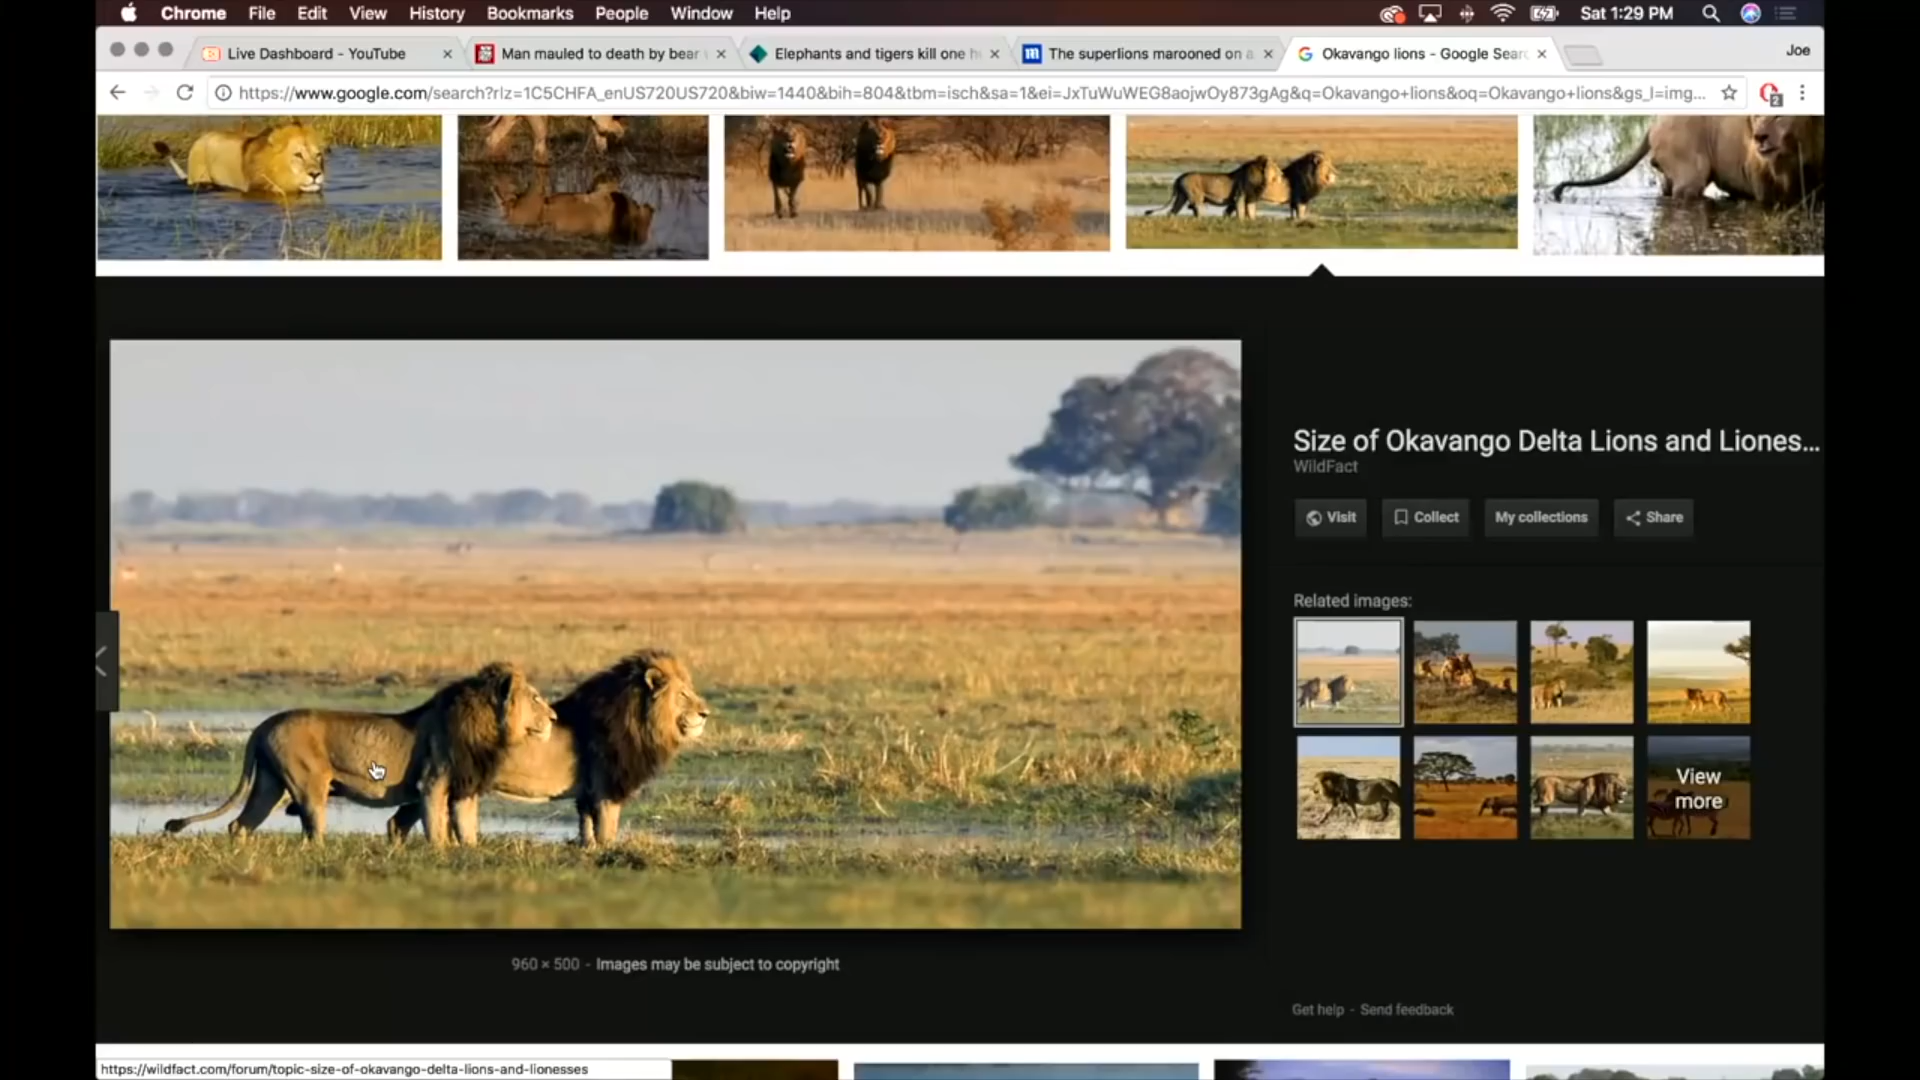 Chrome File Edit View History Bookmarks People Window Help Sat 1:29 PM
Live Dashboard - YouTube Man mauled to death by bear Elephants and tigers kill one The superlions marooned on Okavango lions - Google Sear Joe
https://www.google.com/search?rlz=1C5CHFA_enUS720US720&biw=1440&bih=804&tbm=isch&sa=1&ei=JxTuWuWEG8aojwOy873gAg&q=Okavango+lions&oq=Okavango+lions&gs_l=img... 2
Size of Okavango Delta Lions and Liones...
WildFact
Visit Collect My collections Share
Related images:
View
more
960 × 500 - Images may be subject to copyright
Get help - Send feedback
https://wildfact.com/forum/topic-size-of-okavango-delta-lions-and-lionesses